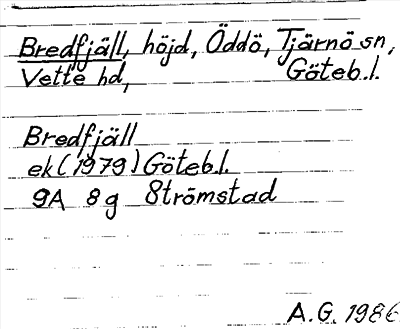 Bredfjäll, höjd, Öddö, Tjärnö sn,
Vette hd, Göteb.l.
Bredfjäll
ek (1979) Göteb.l.
9A 8g Strömstad
A.G. 1986